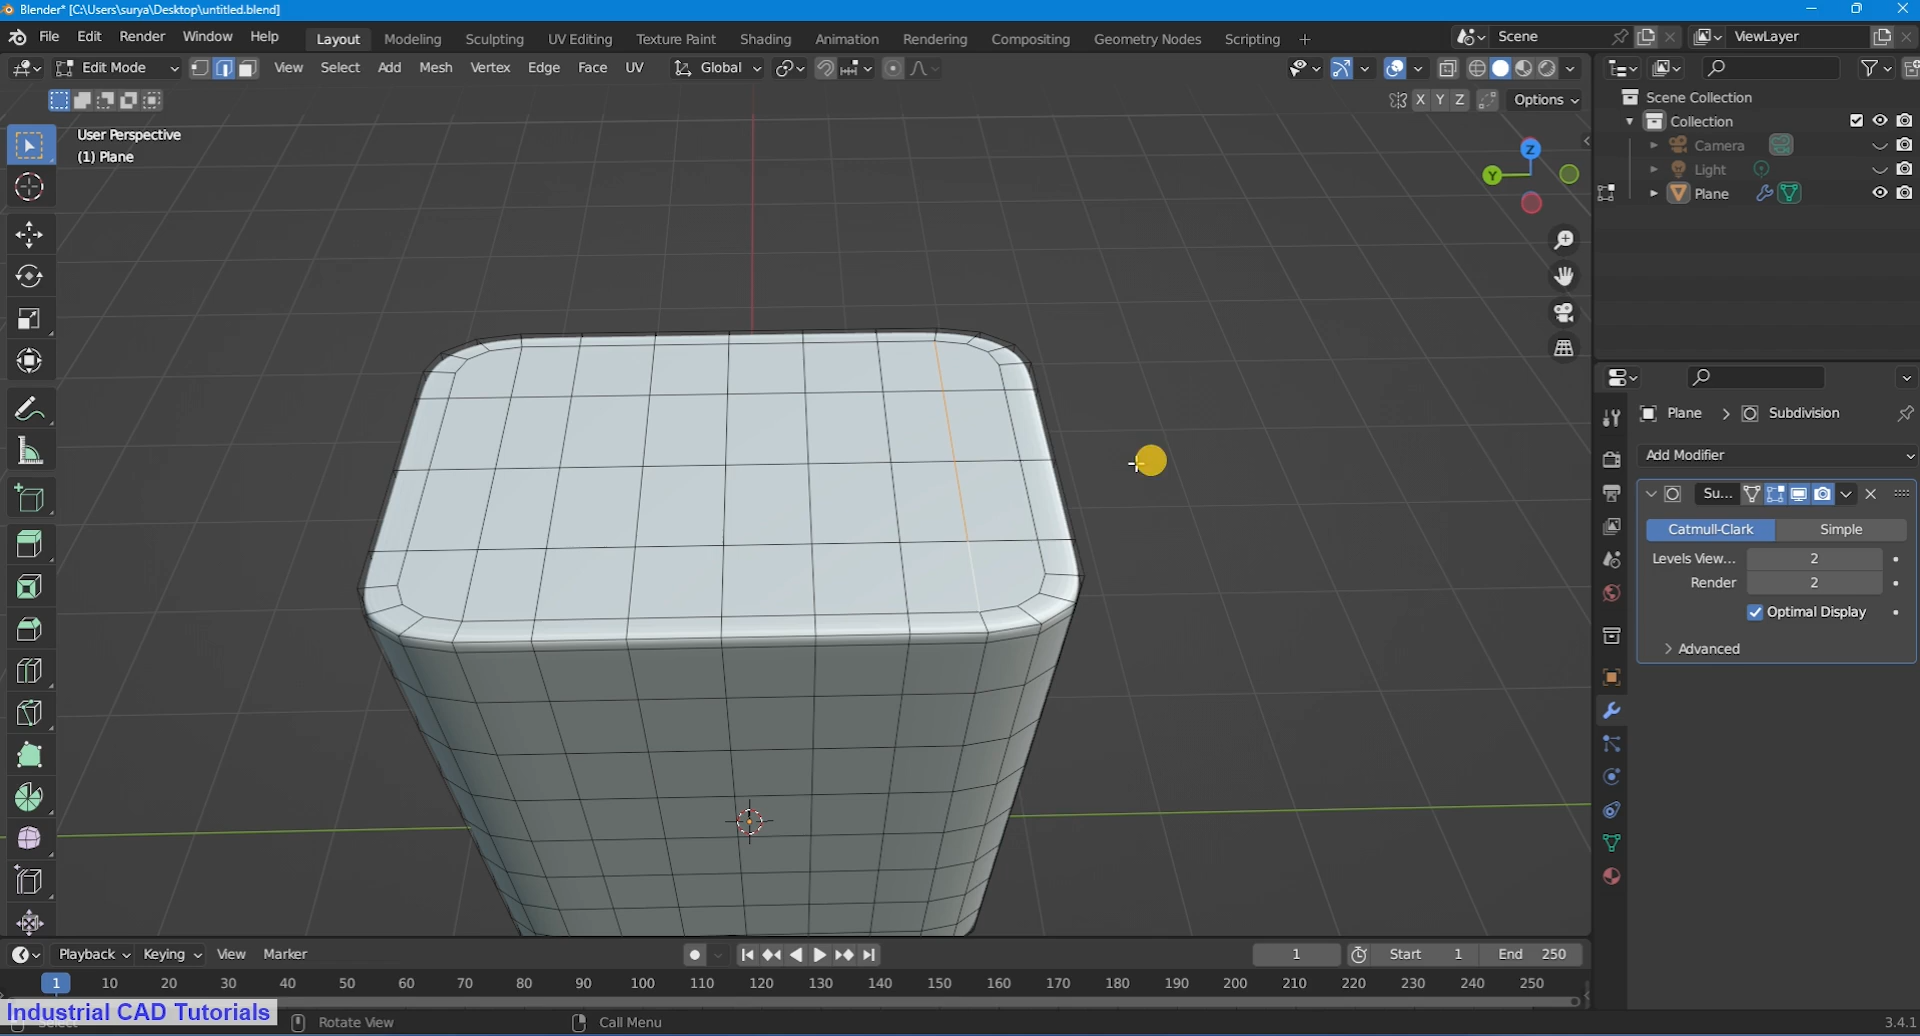 Blender* [C:\Users\surya\Desktop\untitled.blend]
File Edit Render Window Help Layout Modeling Sculpting UV Editing Texture Paint Shading Animation Rendering Compositing Geometry Nodes Scripting + Scene ViewLayer
Edit Mode View Select Add Mesh Vertex Edge Face UV Global
X Y Z Options
User Perspective
(1) Plane
Z
Y
Scene Collection
Collection
Camera
Light
Plane
Plane > Subdivision
Add Modifier
Su...
Catmull-Clark Simple
Levels View... 2
Render 2
Optimal Display
Advanced
Playback Keying View Marker 1 Start 1 End 250
1 10 20 30 40 50 60 70 80 90 100 110 120 130 140 150 160 170 180 190 200 210 220 230 240 250
Industrial CAD Tutorials
Select Rotate View Call Menu 3.4.1